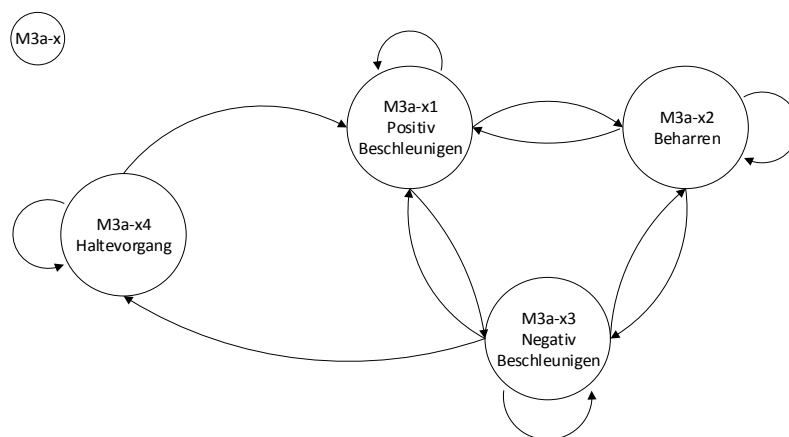 M3a-x
M3a-x1
Positiv
Beschleunigen
M3a-x2
Beharren
M3a-x4
Haltevorgang
M3a-x3
Negativ
Beschleunigen